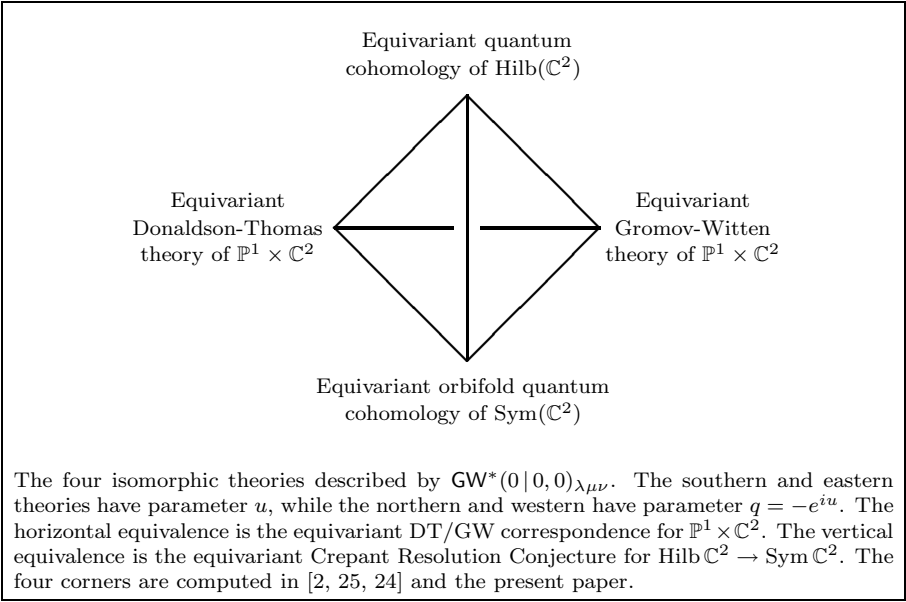 Equivariant quantum
cohomology of Hilb(ℂ²)
Equivariant
Donaldson-Thomas
theory of ℙ¹ × ℂ²
Equivariant
Gromov-Witten
theory of ℙ¹ × ℂ²
Equivariant orbifold quantum
cohomology of Sym(ℂ²)
The four isomorphic theories described by GW*(0 | 0, 0)λμν. The southern and eastern
theories have parameter u, while the northern and western have parameter q = −e^{iu}. The
horizontal equivalence is the equivariant DT/GW correspondence for ℙ¹×ℂ². The vertical
equivalence is the equivariant Crepant Resolution Conjecture for Hilb ℂ² → Sym ℂ². The
four corners are computed in [2, 25, 24] and the present paper.